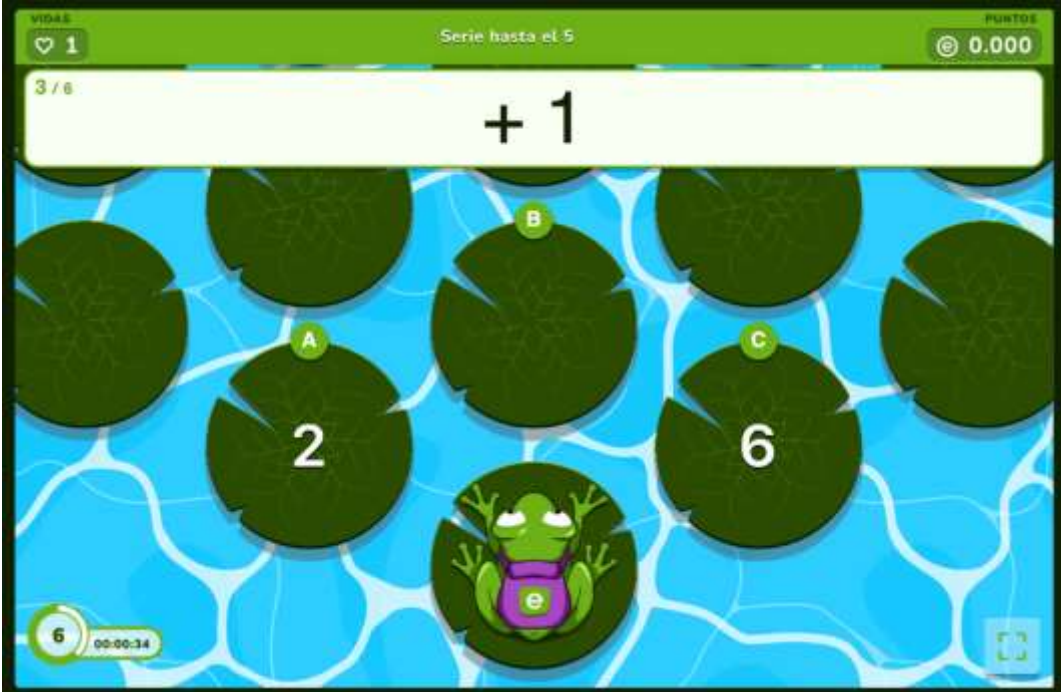 VIDAS
1
Serie hasta el 5
PUNTOS
0.000
3 / 6
+ 1
B
A
C
2
6
e
6
00:00:34